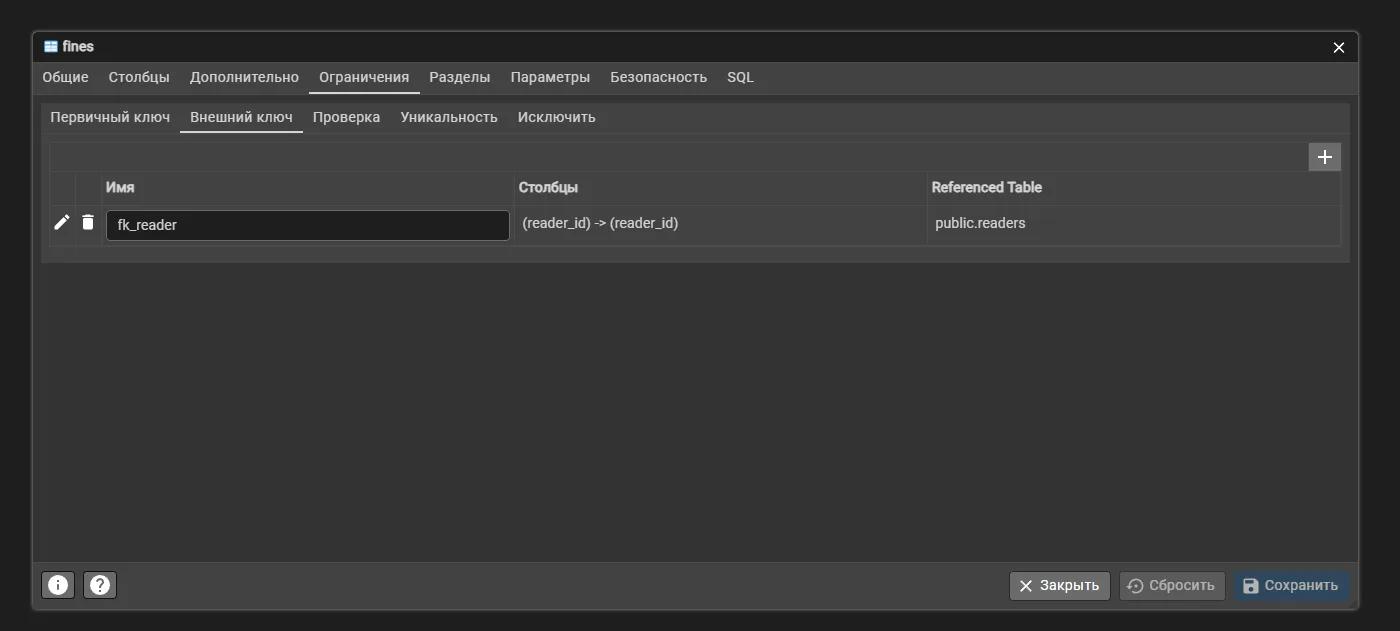 fines
Общие Столбцы Дополнительно Ограничения Разделы Параметры Безопасность SQL
Первичный ключ Внешний ключ Проверка Уникальность Исключить
Имя Столбцы Referenced Table
fk_reader (reader_id) -> (reader_id) public.readers
Закрыть Сбросить Сохранить